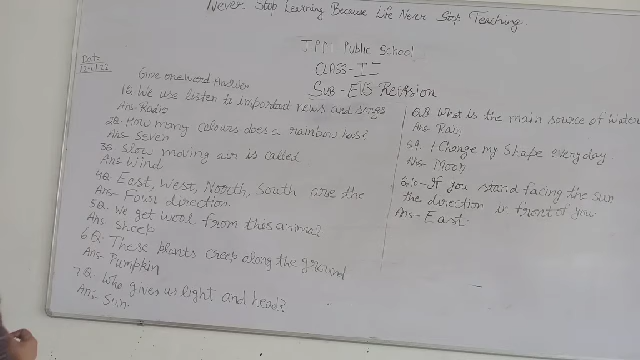 Never Stop Learning Because Life Never Stop Teaching.
Public School
CLASS-II
Sub-EVS Revision
Date
Give one word Answer
1Q. We use listen to important news and songs
Ans- Radio
2Q. How many colours does a rainbow has?
Ans- Seven
3Q. Slow moving air is called
Ans- Wind
4Q. East, West, North, South are the
Ans- Four direction.
5Q. We get wool from this animal?
Ans- Sheep
6Q. These plants creep along the ground
Ans- Pumpkin
7Q. Who gives us light and head?
Ans- Sun.
What is the main source of water
Ans- Rain
I Change my Shape everyday
Ans- Moon
If you stand facing the sun
the direction is front of you
Ans- East.